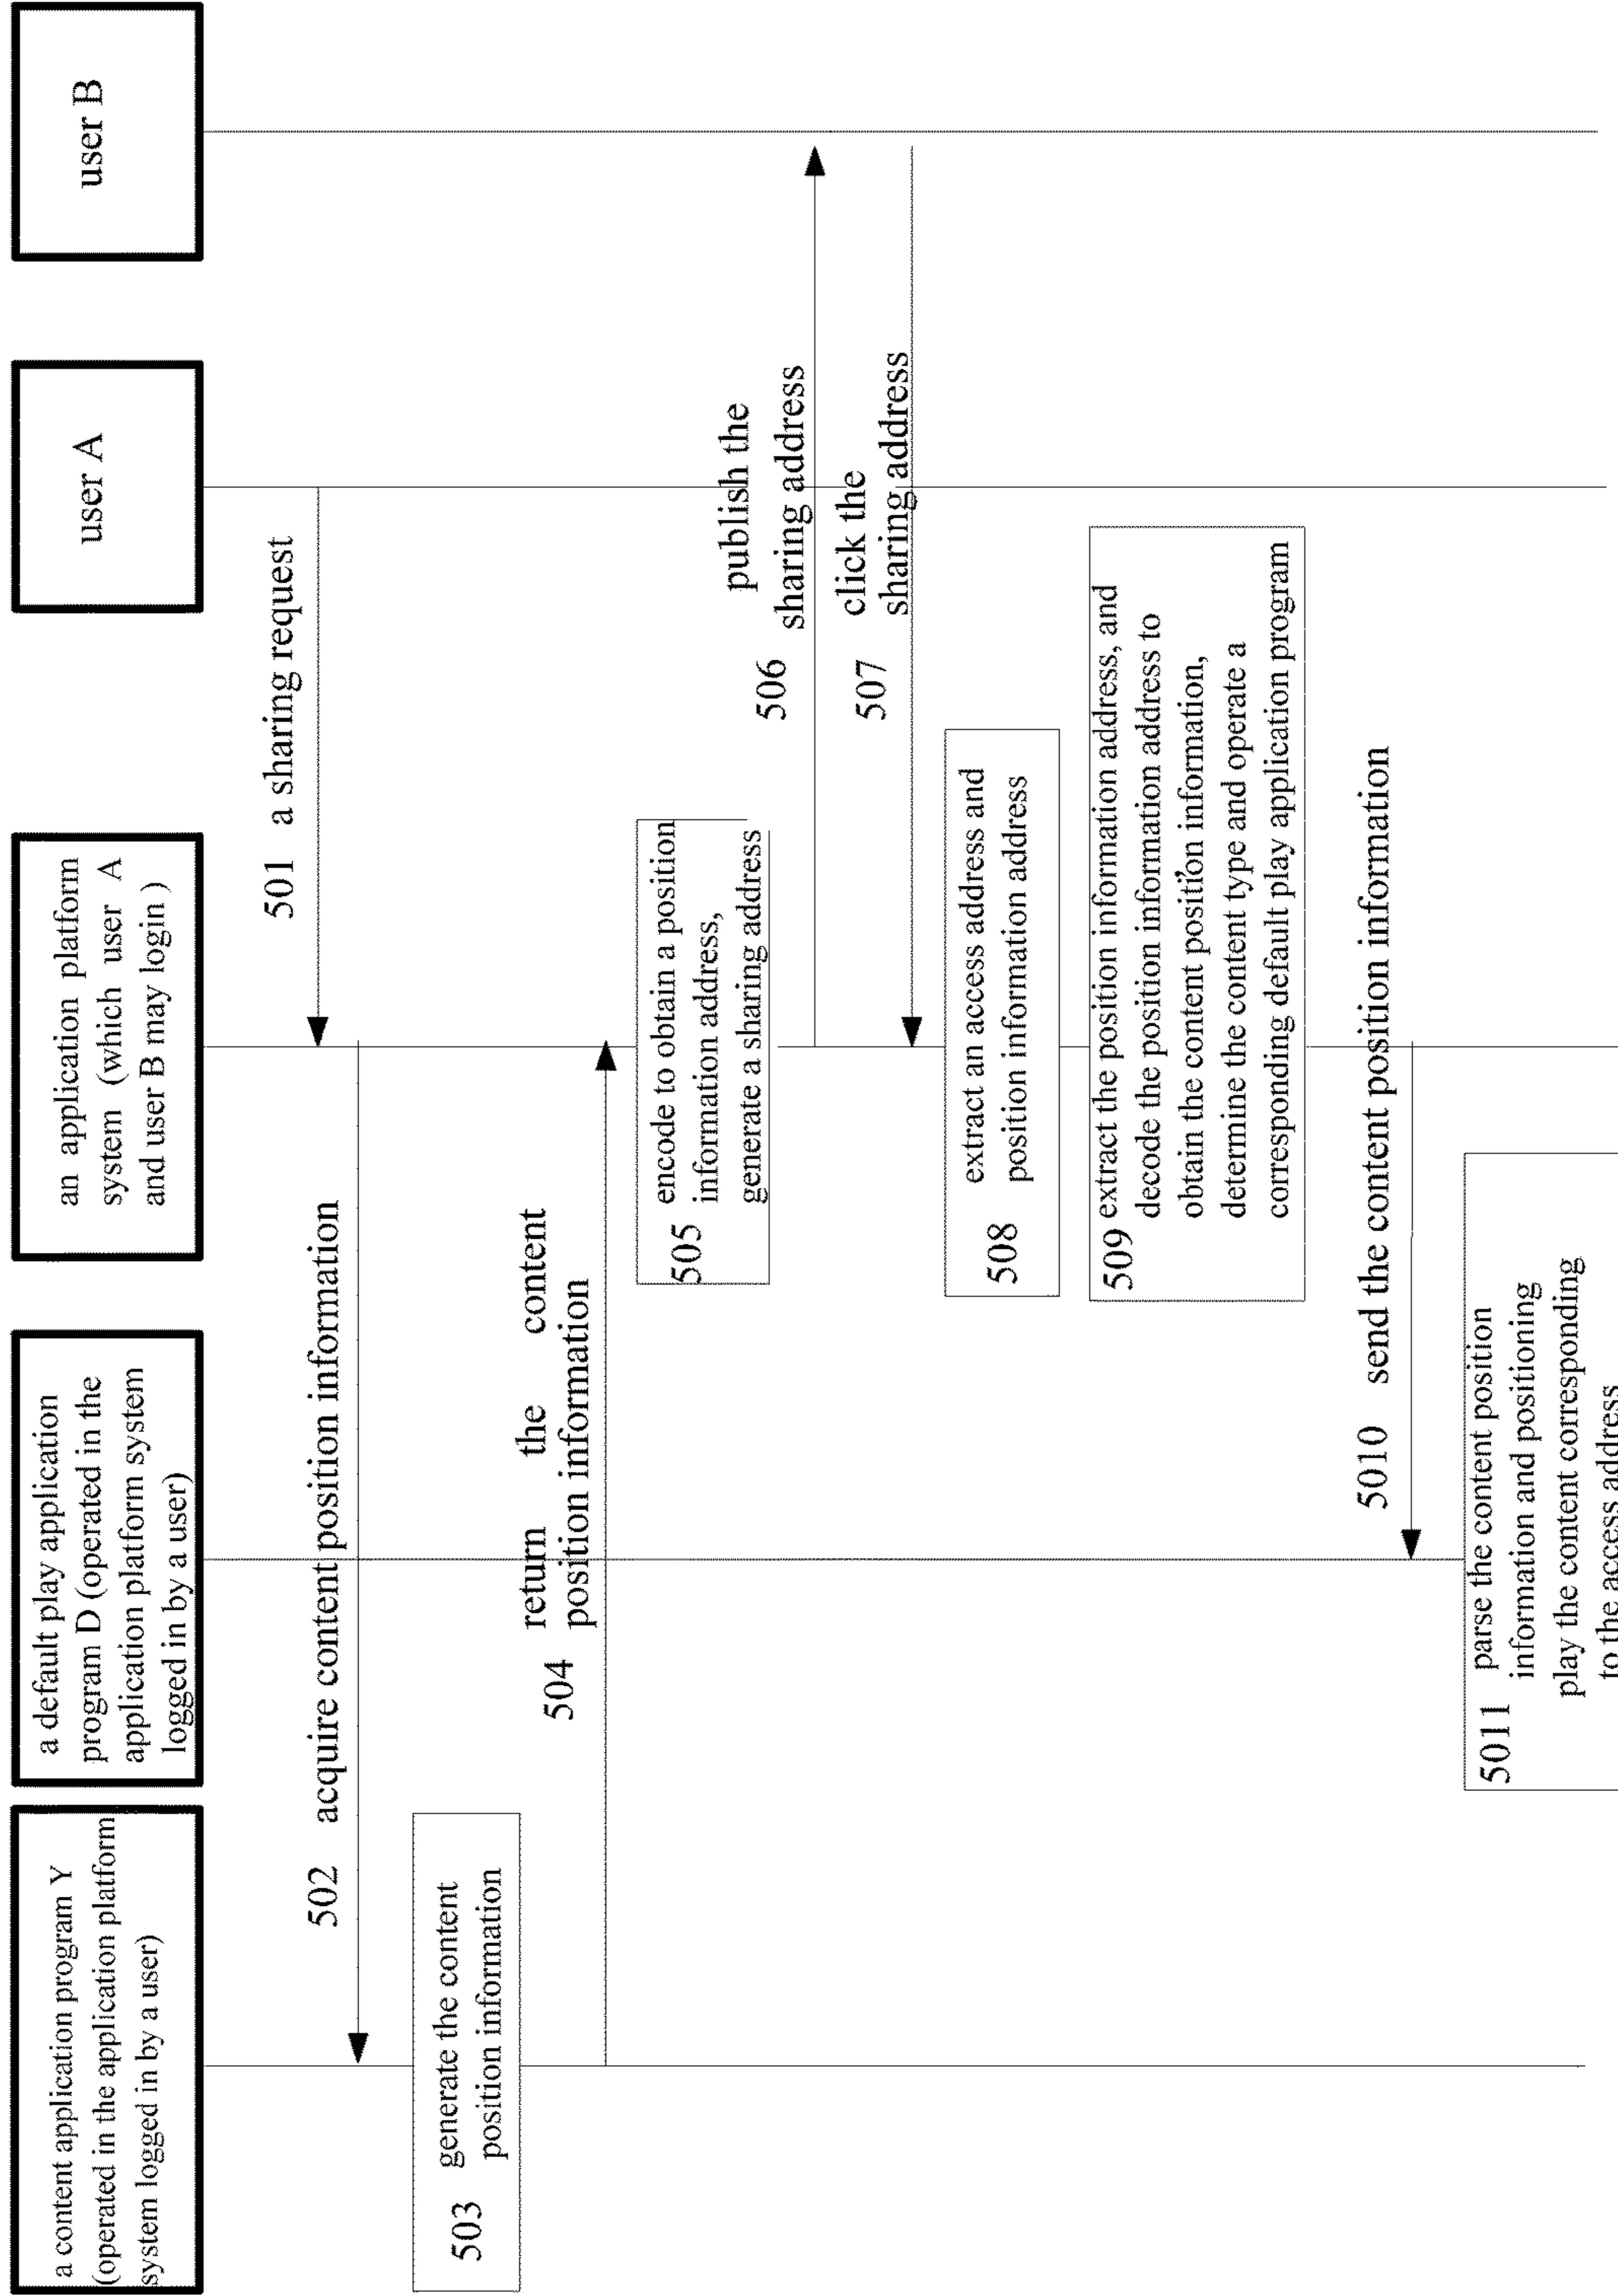 a content application program Y
(operated in the application platform
system logged in by a user)
a default play application
program D (operated in the
application platform system
logged in by a user)
an application platform
system (which user A
and user B may login )
user A
user B
501 a sharing request
502 acquire content position information
503 generate the content
position information
504 return the content
position information
505 encode to obtain a position
information address,
generate a sharing address
506 publish the
sharing address
507 click the
sharing address
508 extract an access address and
position information address
509 extract the position information address, and
decode the position information address to
obtain the content position information,
determine the content type and operate a
corresponding default play application program
5010 send the content position information
5011 parse the content position
information and positioning
play the content corresponding
to the access address